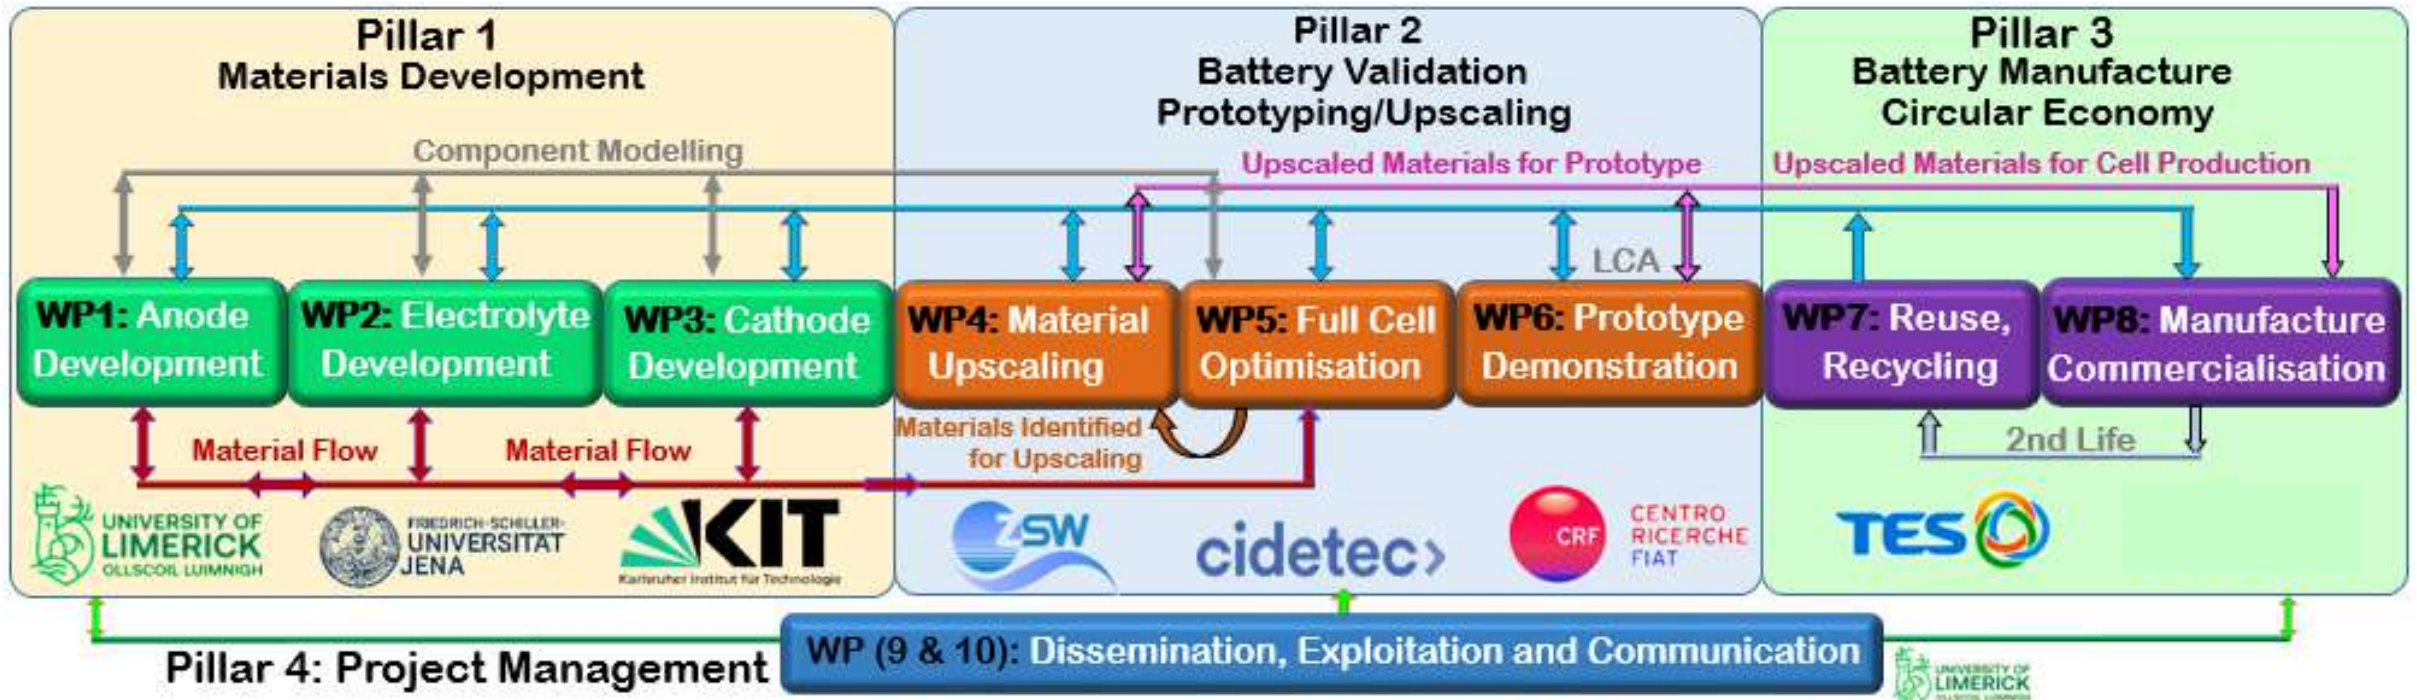 Pillar 1
Materials Development
Pillar 2
Battery Validation
Prototyping/Upscaling
Pillar 3
Battery Manufacture
Circular Economy
Component Modelling
Upscaled Materials for Prototype
Upscaled Materials for Cell Production
LCA
WP1: Anode
Development
WP2: Electrolyte
Development
WP3: Cathode
Development
WP4: Material
Upscaling
WP5: Full Cell
Optimisation
WP6: Prototype
Demonstration
WP7: Reuse,
Recycling
WP8: Manufacture
Commercialisation
Material Flow
Material Flow
Materials Identified
for Upscaling
2nd Life
UNIVERSITY OF
LIMERICK
OLLSCOIL LUIMNIGH
FRIEDRICH-SCHILLER-
UNIVERSITÄT
JENA
KIT
Karlsruher Institut für Technologie
ZSW
cidetec>
CRF
CENTRO
RICERCHE
FIAT
TES
Pillar 4: Project Management
WP (9 & 10): Dissemination, Exploitation and Communication
UNIVERSITY OF
LIMERICK
OLLSCOIL LUIMNIGH